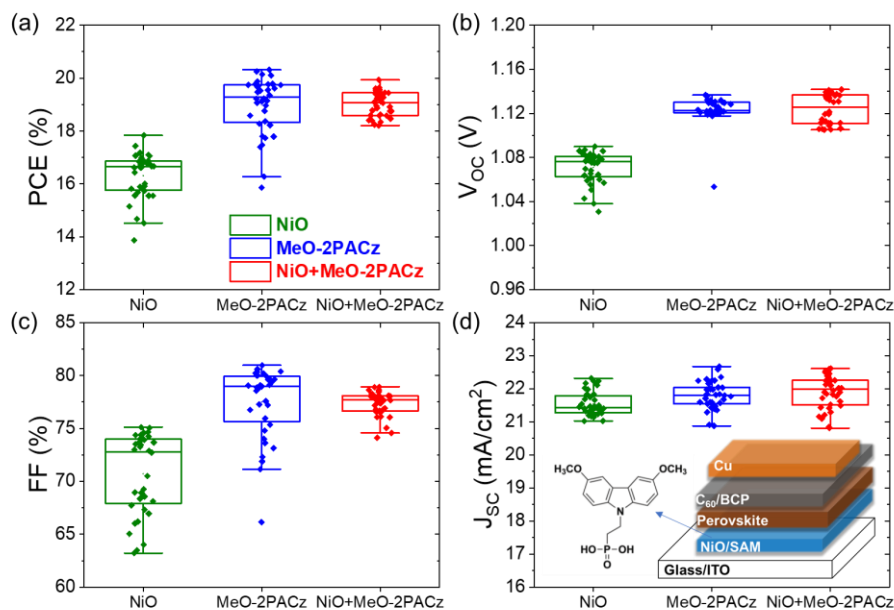 (a)
PCE (%)
22
20
18
16
14
12
NiO
MeO-2PACz
NiO+MeO-2PACz
NiO
MeO-2PACz
NiO+MeO-2PACz
(b)
V_OC (V)
1.20
1.16
1.12
1.08
1.04
1.00
0.96
NiO
MeO-2PACz
NiO+MeO-2PACz
(c)
FF (%)
85
80
75
70
65
60
NiO
MeO-2PACz
NiO+MeO-2PACz
(d)
J_SC (mA/cm²)
24
23
22
21
20
19
18
17
16
H₃CO
OCH₃
N
HO-P-OH
O
Cu
C₆₀/BCP
Perovskite
NiO/SAM
Glass/ITO
NiO
MeO-2PACz
NiO+MeO-2PACz